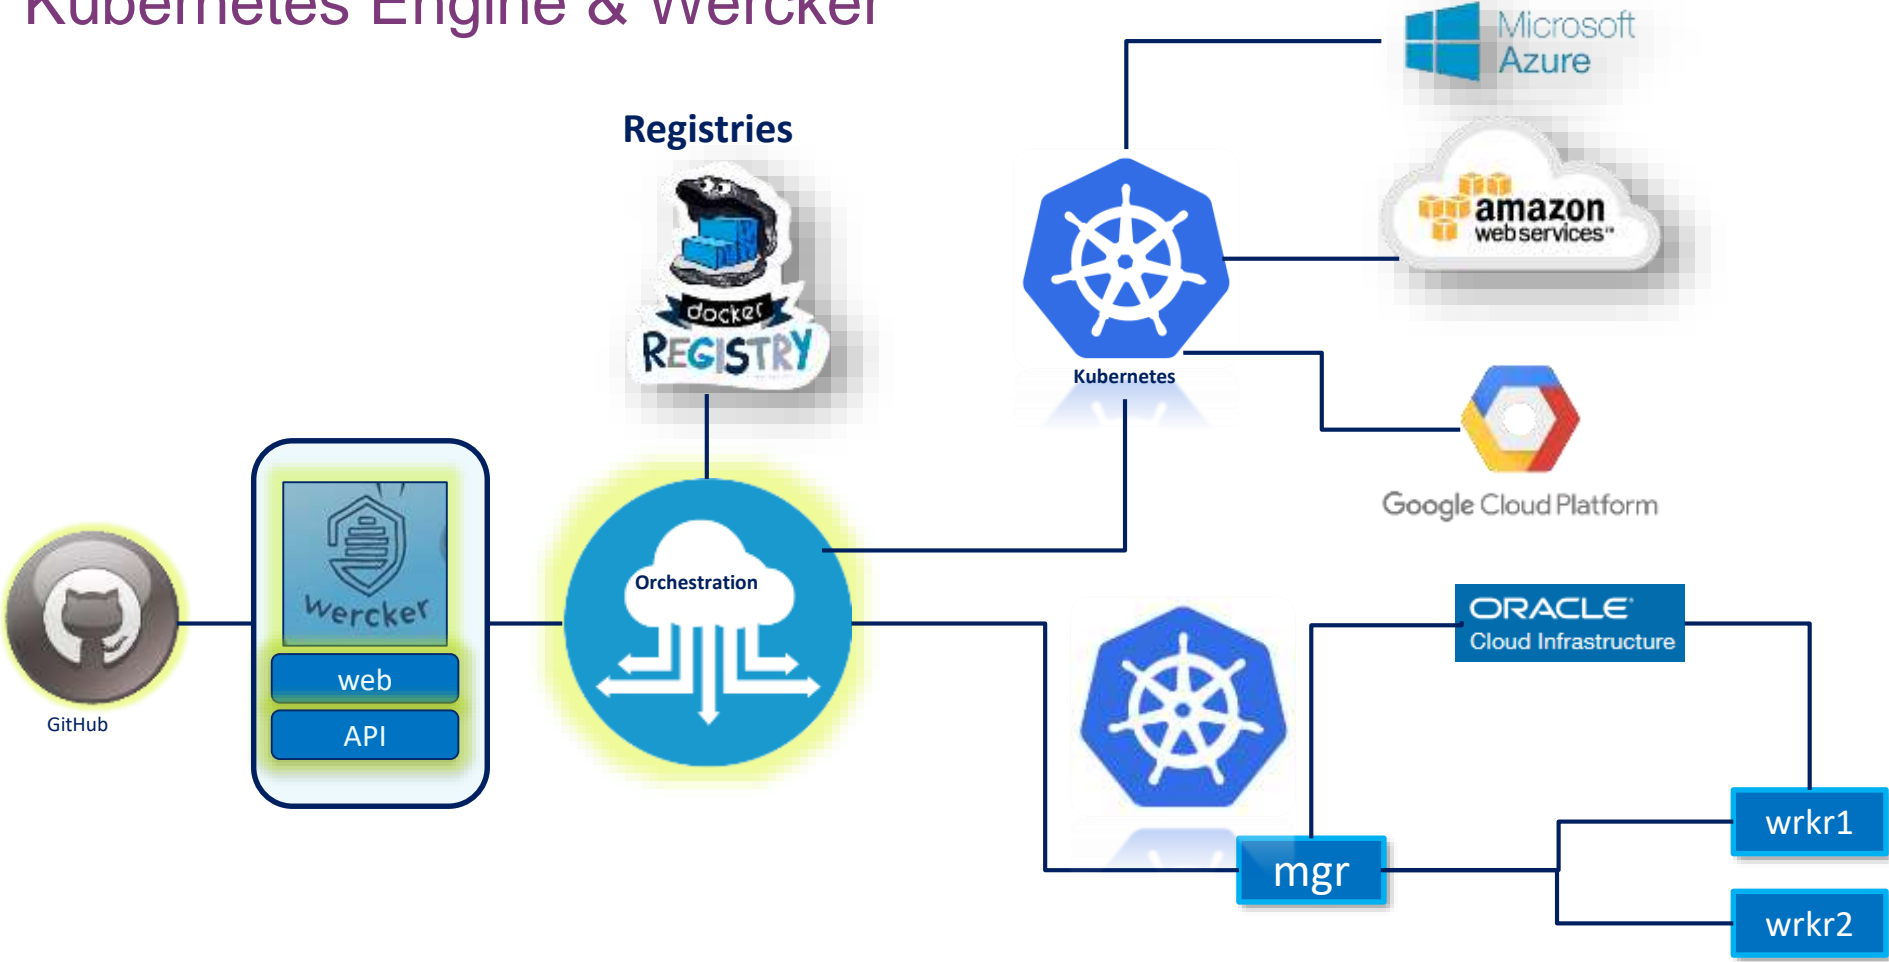 Kubernetes Engine & Wercker
Microsoft
Azure
Registries
amazon
web services™
docker
REGISTRY
Kubernetes
Google Cloud Platform
wercker
Orchestration
ORACLE
Cloud Infrastructure
web
GitHub
API
wrkr1
mgr
wrkr2